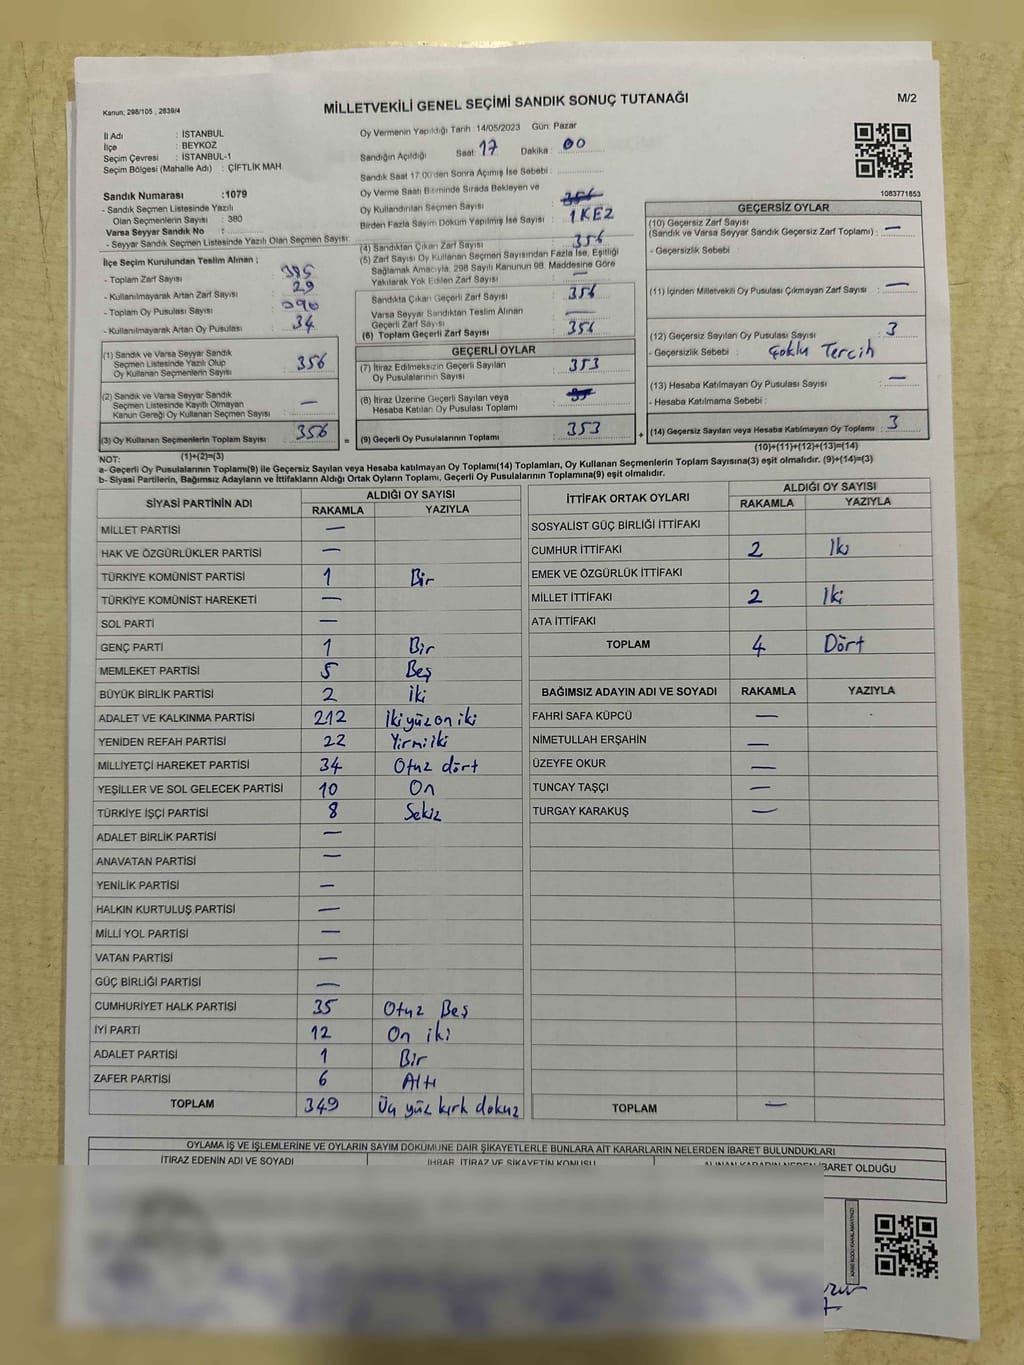 Kanun; 298/105 , 2839/4
MİLLETVEKİLİ GENEL SEÇİMİ SANDIK SONUÇ TUTANAĞI
M/2
İl Adı : İSTANBUL
İlçe : BEYKOZ
Seçim Çevresi : İSTANBUL-1
Seçim Bölgesi (Mahalle Adı) : ÇİFTLİK MAH.
Sandık Numarası :1079
- Sandık Seçmen Listesinde Yazılı
Olan Seçmenlerin Sayısı : 380
Varsa Seyyar Sandık No :
- Seyyar Sandık Seçmen Listesinde Yazılı Olan Seçmen Sayısı:
İlçe Seçim Kurulundan Teslim Alınan ;
- Toplam Zarf Sayısı 385
- Kullanılmayarak Artan Zarf Sayısı 29
- Toplam Oy Pusulası Sayısı
- Kullanılmayarak Artan Oy Pusulası 34
(1) Sandık ve Varsa Seyyar Sandık
Seçmen Listesinde Yazılı Olup
Oy Kullanan Seçmenlerin Sayısı 356
(2) Sandık ve Varsa Seyyar Sandık
Seçmen Listesinde Kayıtlı Olmayan
Kanun Gereği Oy Kullanan Seçmen Sayısı —
(3) Oy Kullanan Seçmenlerin Toplam Sayısı 356
(1)+(2)=(3)
Oy Vermenin Yapıldığı Tarih :14/05/2023 Gün: Pazar
Sandığın Açıldığı Saat: 17 Dakika : 00
Sandık Saat 17:00'den Sonra Açılmış İse Sebebi :
Oy Verme Saati Bitiminde Sırada Bekleyen ve
Oy Kullandırılan Seçmen Sayısı
Birden Fazla Sayım Döküm Yapılmış İse Sayısı : 1 KEZ
(4) Sandıktan Çıkan Zarf Sayısı 356
(5) Zarf Sayısı Oy Kullanan Seçmen Sayısından Fazla İse, Eşitliği
Sağlamak Amacıyla, 298 Sayılı Kanunun 98. Maddesine Göre
Yakılarak Yok Edilen Zarf Sayısı —
Sandıkta Çıkan Geçerli Zarf Sayısı 356
Varsa Seyyar Sandıktan Teslim Alınan
Geçerli Zarf Sayısı —
(6) Toplam Geçerli Zarf Sayısı 356
GEÇERLİ OYLAR
(7) İtiraz Edilmeksizin Geçerli Sayılan
Oy Pusulalarının Sayısı 353
(8) İtiraz Üzerine Geçerli Sayılan veya
Hesaba Katılan Oy Pusulası Toplamı
= (9) Geçerli Oy Pusulalarının Toplamı 353 +
1083771853
GEÇERSİZ OYLAR
(10) Geçersiz Zarf Sayısı
(Sandık ve Varsa Seyyar Sandık Geçersiz Zarf Toplamı) : —
- Geçersizlik Sebebi :
(11) İçinden Milletvekili Oy Pusulası Çıkmayan Zarf Sayısı : —
(12) Geçersiz Sayılan Oy Pusulası Sayısı : 3
- Geçersizlik Sebebi : Çoklu Tercih
(13) Hesaba Katılmayan Oy Pusulası Sayısı : —
- Hesaba Katılmama Sebebi :
(14) Geçersiz Sayılan veya Hesaba Katılmayan Oy Toplamı : 3
(10)+(11)+(12)+(13)=(14)
NOT:
a- Geçerli Oy Pusulalarının Toplamı(9) ile Geçersiz Sayılan veya Hesaba katılmayan Oy Toplamı(14) Toplamları, Oy Kullanan Seçmenlerin Toplam Sayısına(3) eşit olmalıdır. (9)+(14)=(3)
b- Siyasi Partilerin, Bağımsız Adayların ve İttifakların Aldığı Ortak Oyların Toplamı, Geçerli Oy Pusulalarının Toplamına(9) eşit olmalıdır.
SİYASİ PARTİNİN ADI ALDIĞI OY SAYISI
RAKAMLA YAZIYLA
MİLLET PARTİSİ —
HAK VE ÖZGÜRLÜKLER PARTİSİ —
TÜRKİYE KOMÜNİST PARTİSİ 1 Bir
TÜRKİYE KOMÜNİST HAREKETİ —
SOL PARTİ —
GENÇ PARTİ 1 Bir
MEMLEKET PARTİSİ 5 Beş
BÜYÜK BİRLİK PARTİSİ 2 İki
ADALET VE KALKINMA PARTİSİ 212 İkiyüz on iki
YENİDEN REFAH PARTİSİ 22 Yirmi iki
MİLLİYETÇİ HAREKET PARTİSİ 34 Otuz dört
YEŞİLLER VE SOL GELECEK PARTİSİ 10 On
TÜRKİYE İŞÇİ PARTİSİ 8 Sekiz
ADALET BİRLİK PARTİSİ —
ANAVATAN PARTİSİ —
YENİLİK PARTİSİ —
HALKIN KURTULUŞ PARTİSİ —
MİLLİ YOL PARTİSİ —
VATAN PARTİSİ —
GÜÇ BİRLİĞİ PARTİSİ —
CUMHURİYET HALK PARTİSİ 35 Otuz Beş
İYİ PARTİ 12 On iki
ADALET PARTİSİ 1 Bir
ZAFER PARTİSİ 6 Altı
TOPLAM 349 Üç yüz kırk dokuz
İTTİFAK ORTAK OYLARI ALDIĞI OY SAYISI
RAKAMLA YAZIYLA
SOSYALİST GÜÇ BİRLİĞİ İTTİFAKI
CUMHUR İTTİFAKI 2 İki
EMEK VE ÖZGÜRLÜK İTTİFAKI
MİLLET İTTİFAKI 2 İki
ATA İTTİFAKI
TOPLAM 4 Dört
BAĞIMSIZ ADAYIN ADI VE SOYADI RAKAMLA YAZIYLA
FAHRİ SAFA KÜPCÜ —
NİMETULLAH ERŞAHİN —
ÜZEYFE OKUR —
TUNCAY TAŞÇI —
TURGAY KARAKUŞ —
TOPLAM —
OYLAMA İŞ VE İŞLEMLERİNE VE OYLARIN SAYIM DÖKÜMÜNE DAİR ŞİKAYETLERLE BUNLARA AİT KARARLARIN NELERDEN İBARET BULUNDUKLARI
İTİRAZ EDENİN ADI VE SOYADI İHBAR, İTİRAZ VE ŞİKAYETİN KONUSU ALINAN KARARIN NEDEN İBARET OLDUĞU